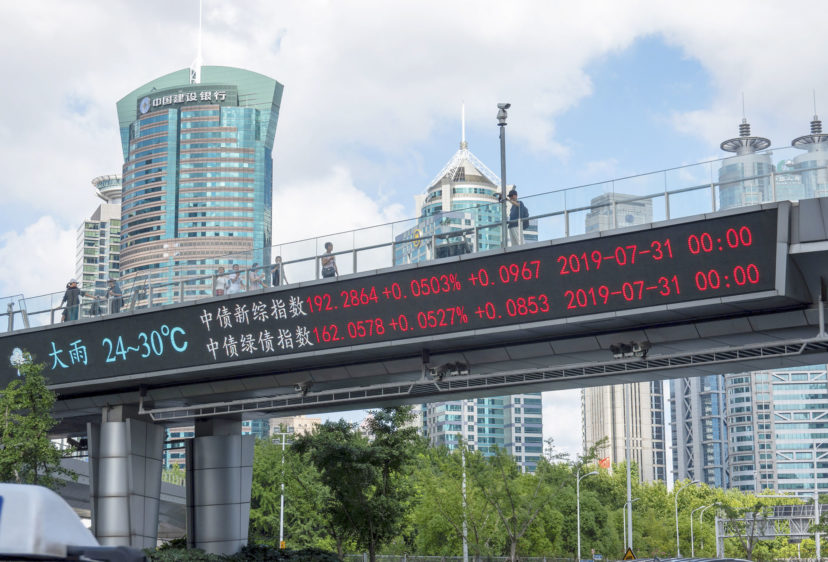 中国建设银行
大雨 24~30℃
中债新综指数 192.2864 +0.0503% +0.0967 2019-07-31 00:00
中债绿债指数 162.0578 +0.0527% +0.0853 2019-07-31 00:00